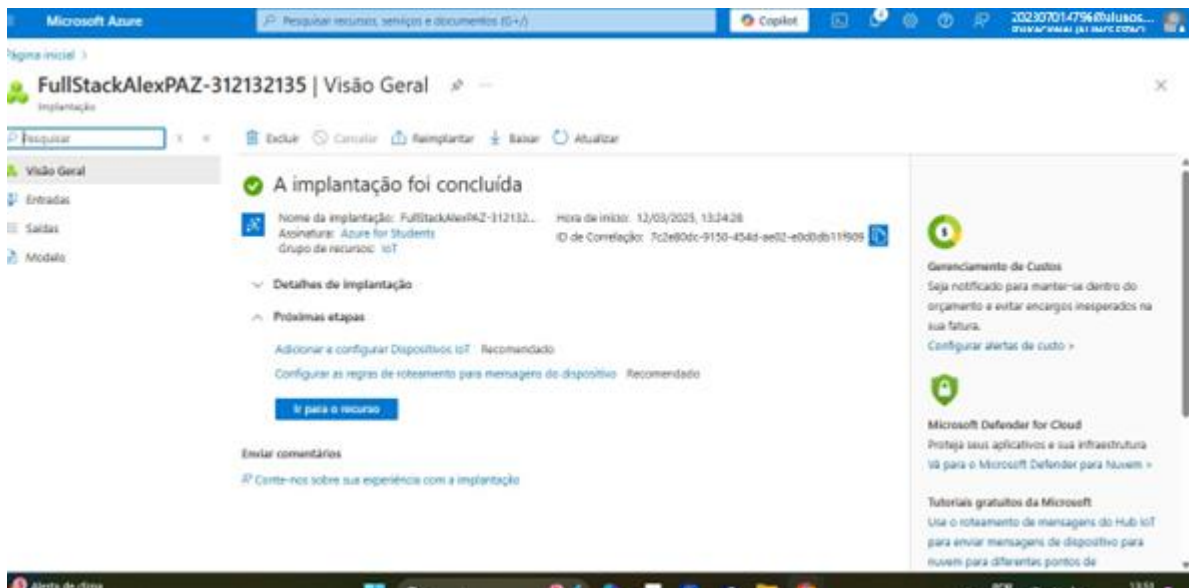 Microsoft Azure
Pesquisar recursos, serviços e documentos (G+/)
Copilot
202307014796@alunos...
Página inicial >
FullStackAlexPAZ-312132135 | Visão Geral
Implantação
Pesquisar
Excluir
Cancelar
Reimplantar
Baixar
Atualizar
Visão Geral
Entradas
Saídas
Modelo
A implantação foi concluída
Nome da implantação: FullStackAlexPAZ-312132...
Assinatura: Azure for Students
Grupo de recursos: IoT
Hora de início: 12/03/2025, 13:24:28
ID de Correlação: 7c2e80dc-9150-454d-ae02-e0d0db11f909
Detalhes de implantação
Próximas etapas
Adicionar e configurar Dispositivos IoT Recomendado
Configurar as regras de roteamento para mensagens do dispositivo Recomendado
Ir para o recurso
Enviar comentários
Conte-nos sobre sua experiência com a implantação
Gerenciamento de Custos
Seja notificado para manter-se dentro do
orçamento e evitar encargos inesperados na
sua fatura.
Configurar alertas de custo >
Microsoft Defender for Cloud
Proteja seus aplicativos e sua infraestrutura
Vá para o Microsoft Defender para Nuvem >
Tutoriais gratuitos da Microsoft
Use o roteamento de mensagens do Hub IoT
para enviar mensagens de dispositivo para
nuvem para diferentes pontos de
Alerta de clima
POR
13:53